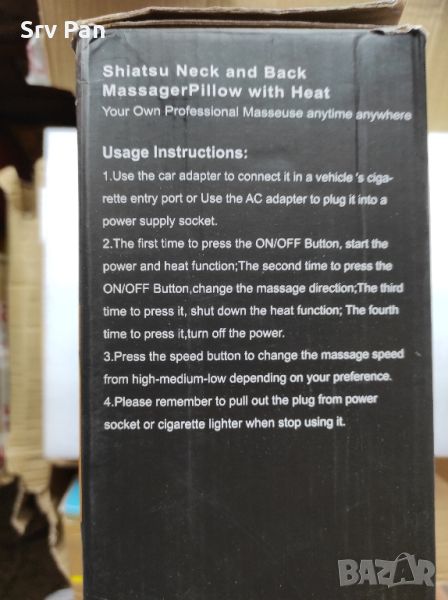 Srv Pan
Shiatsu Neck and Back
MassagerPillow with Heat
Your Own Professional Masseuse anytime anywhere
Usage Instructions:
1.Use the car adapter to connect it in a vehicle 's ciga-
rette entry port or Use the AC adapter to plug it into a
power supply socket.
2.The first time to press the ON/OFF Button, start the
power and heat function;The second time to press the
ON/OFF Button,change the massage direction;The third
time to press it, shut down the heat function; The fourth
time to press it,turn off the power.
3.Press the speed button to change the massage speed
from high-medium-low depending on your preference.
4.Please remember to pull out the plug from power
socket or cigarette lighter when stop using it.
BAZAR